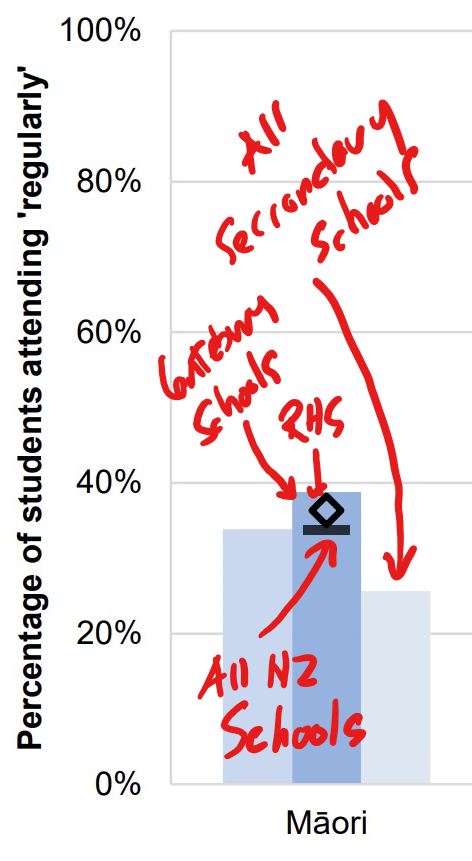 100%
80%
60%
40%
20%
0%
Percentage of students attending 'regularly'
All
Secondary
Schools
Schools
RHS
All NZ
Schools
Māori